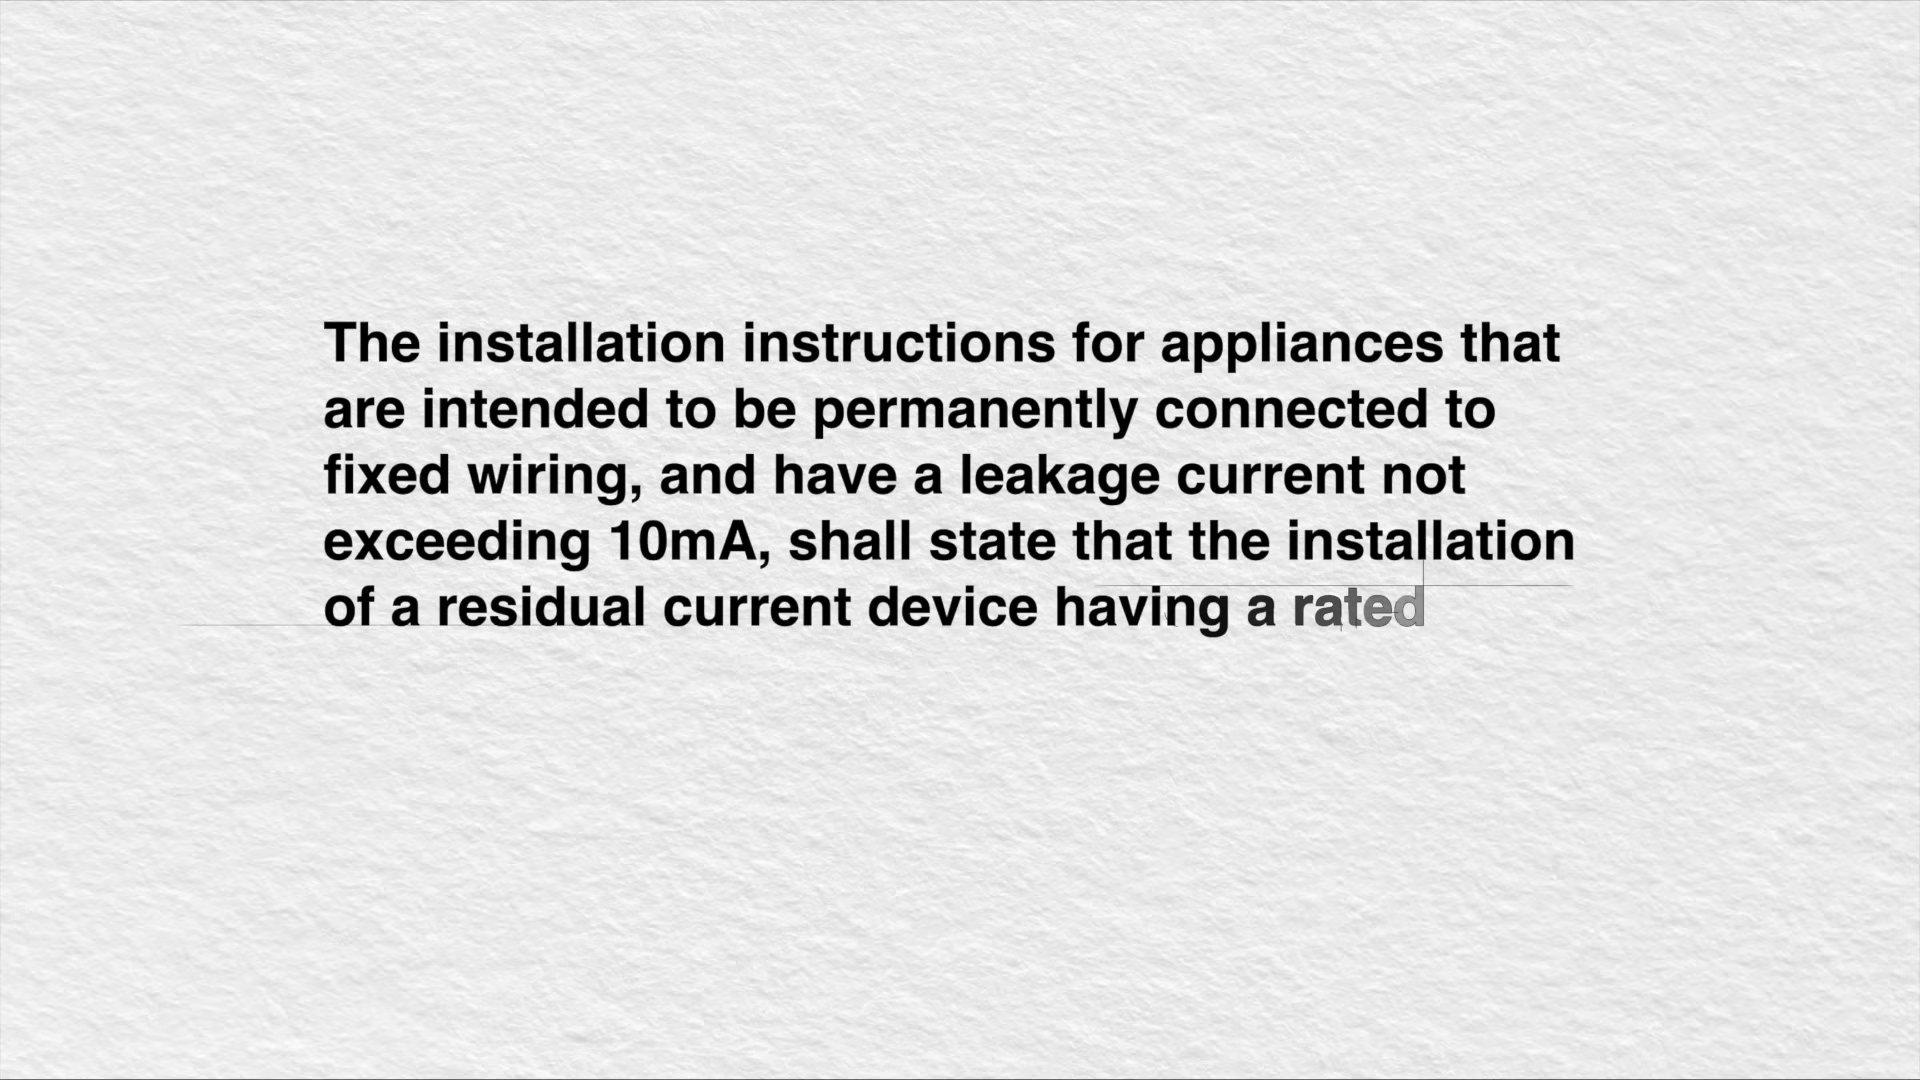 The installation instructions for appliances that
are intended to be permanently connected to
fixed wiring, and have a leakage current not
exceeding 10mA, shall state that the installation
of a residual current device having a rated